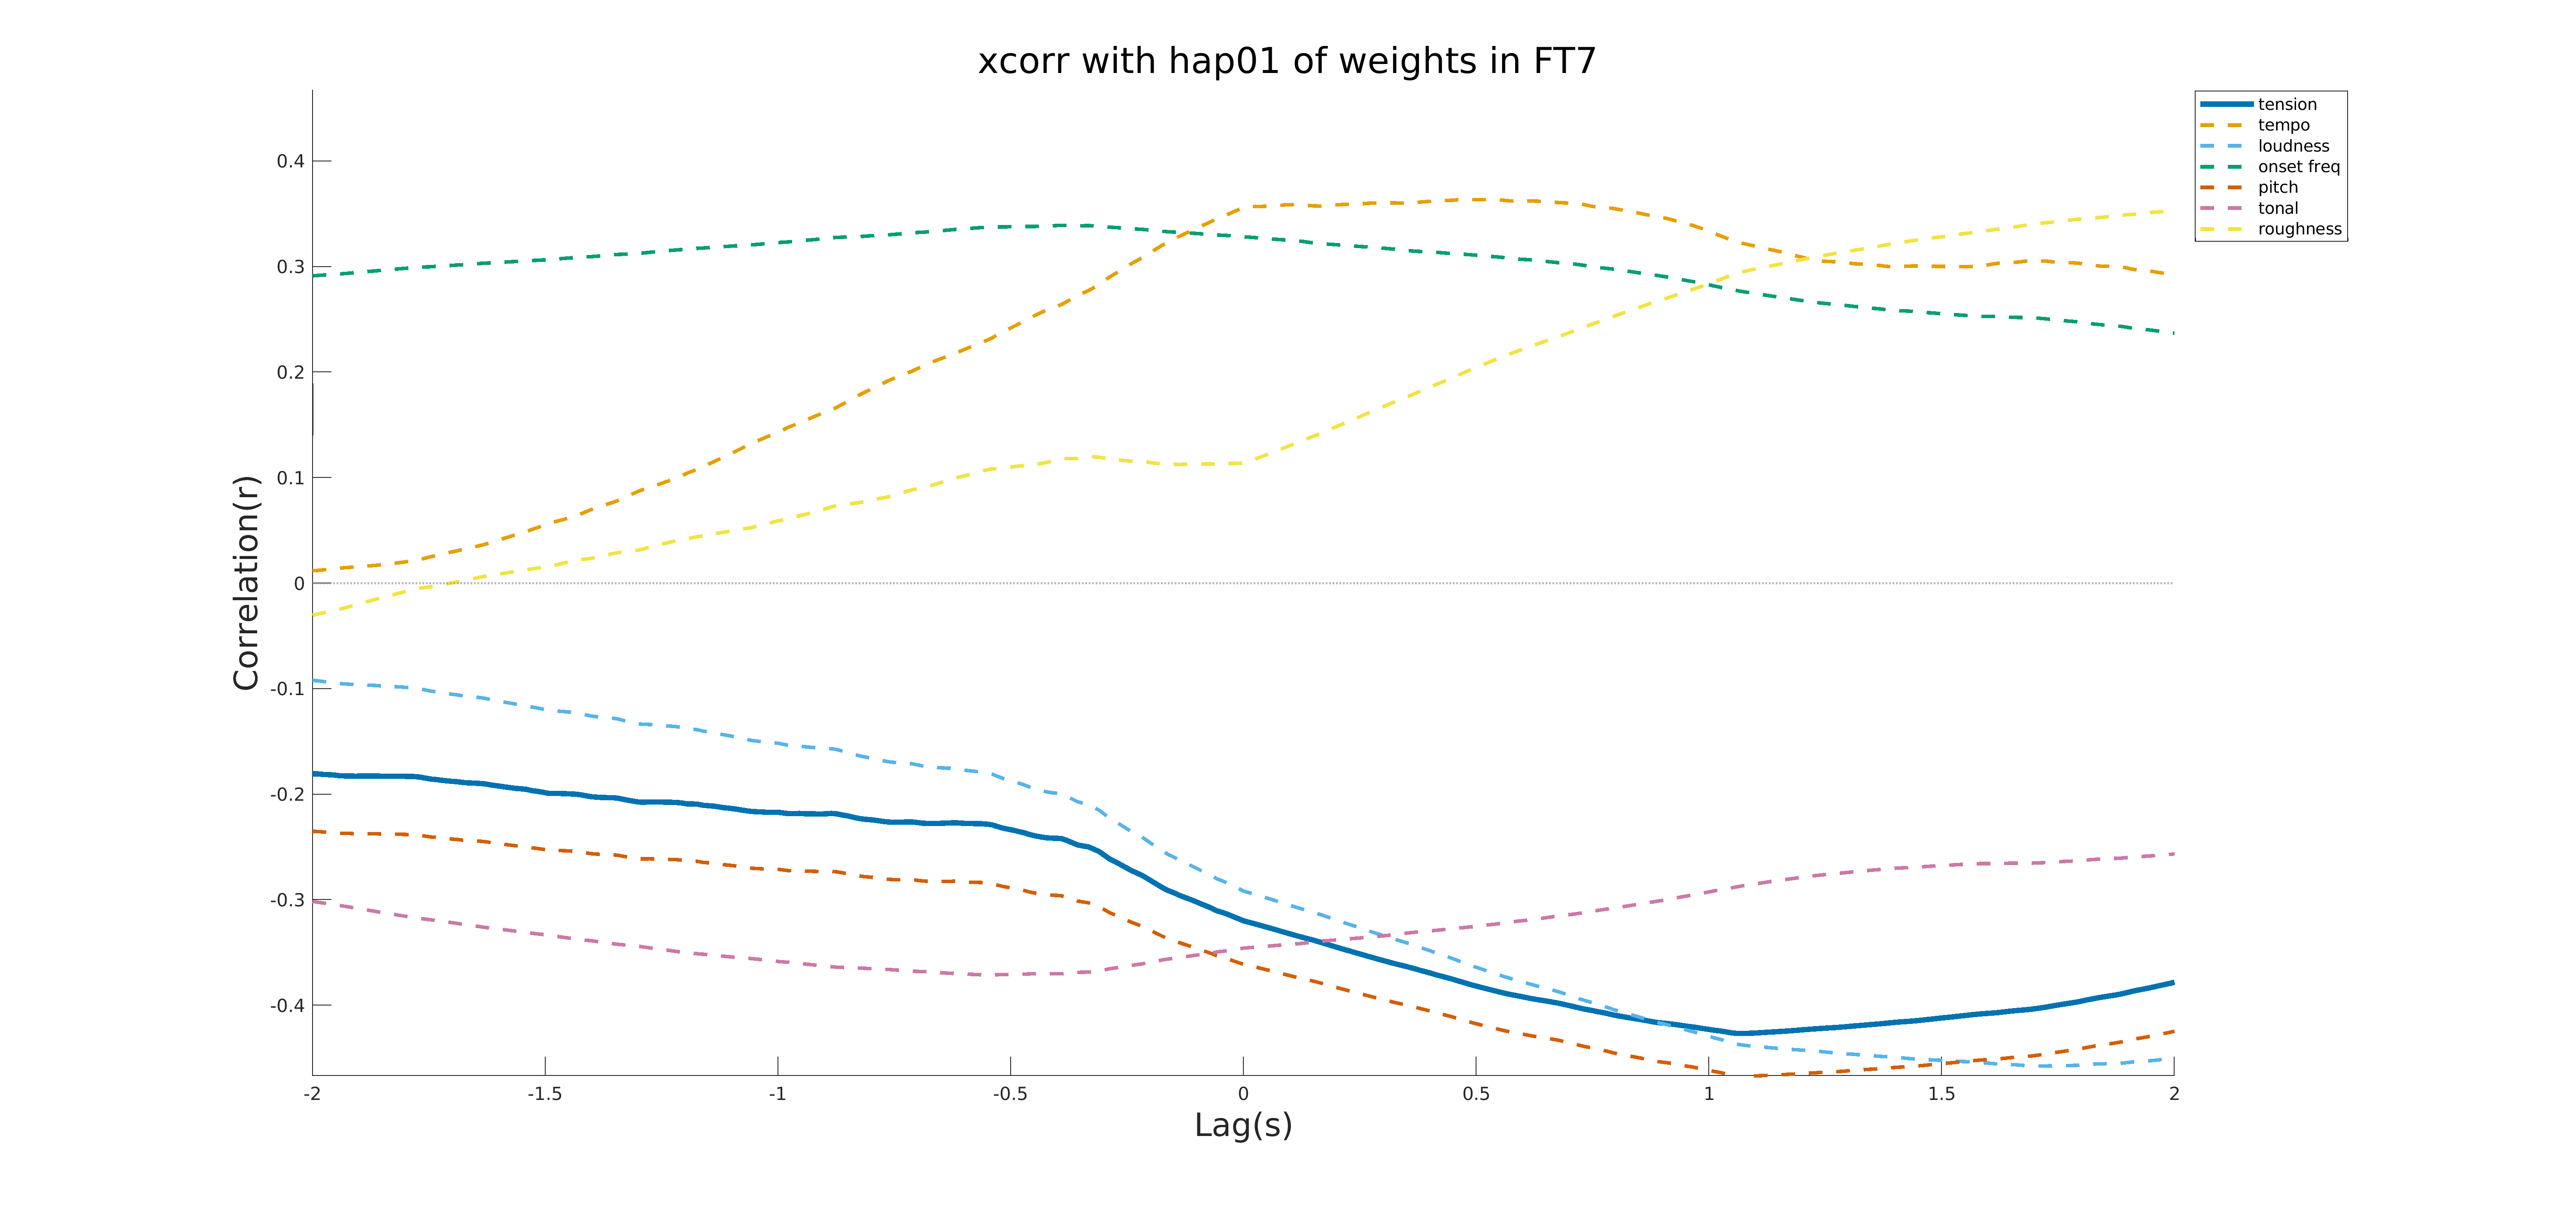 xcorr with hap01 of weights in FT7
tension
tempo
loudness
onset freq
pitch
tonal
roughness
Correlation(r)
0.4
0.3
0.2
0.1
0
-0.1
-0.2
-0.3
-0.4
-2 -1.5 -1 -0.5 0 0.5 1 1.5 2
Lag(s)